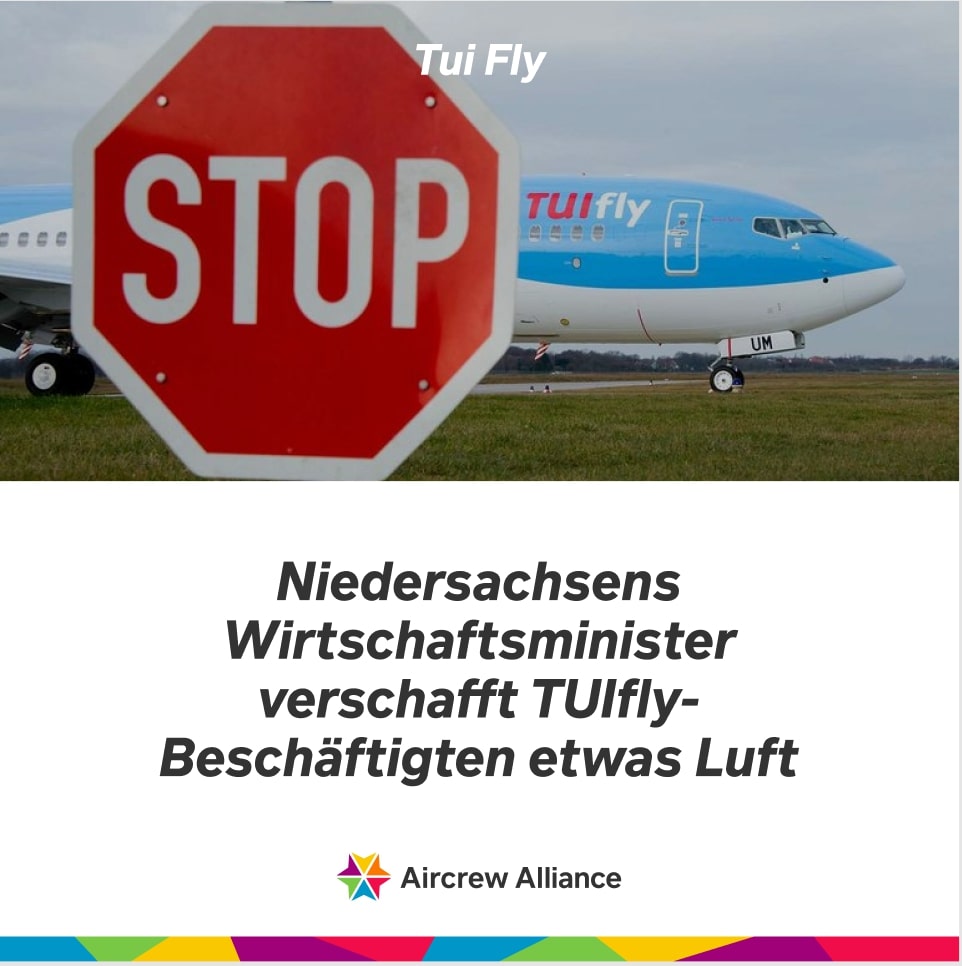 Tui Fly
STOP
TUIfly
UM
Niedersachsens
Wirtschaftsminister
verschafft TUIfly-
Beschäftigten etwas Luft
Aircrew Alliance